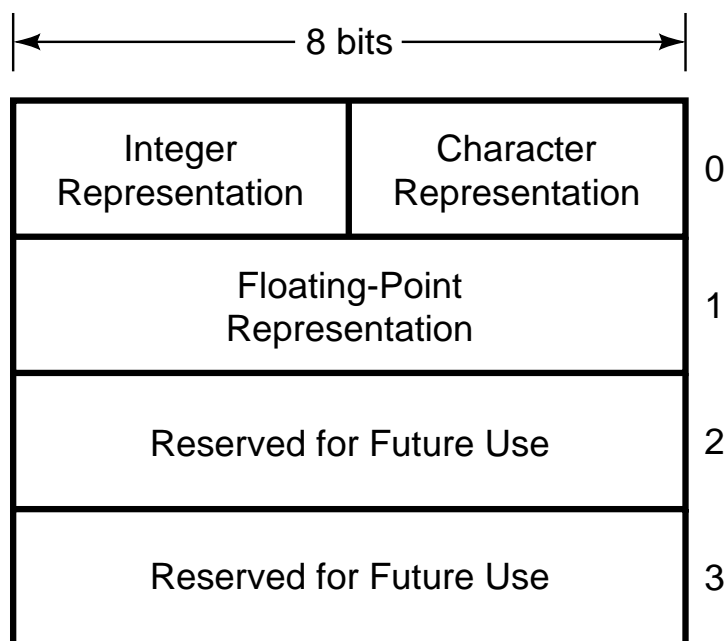 8 bits
Integer
Representation
Character
Representation
0
Floating-Point
Representation
1
Reserved for Future Use
2
Reserved for Future Use
3